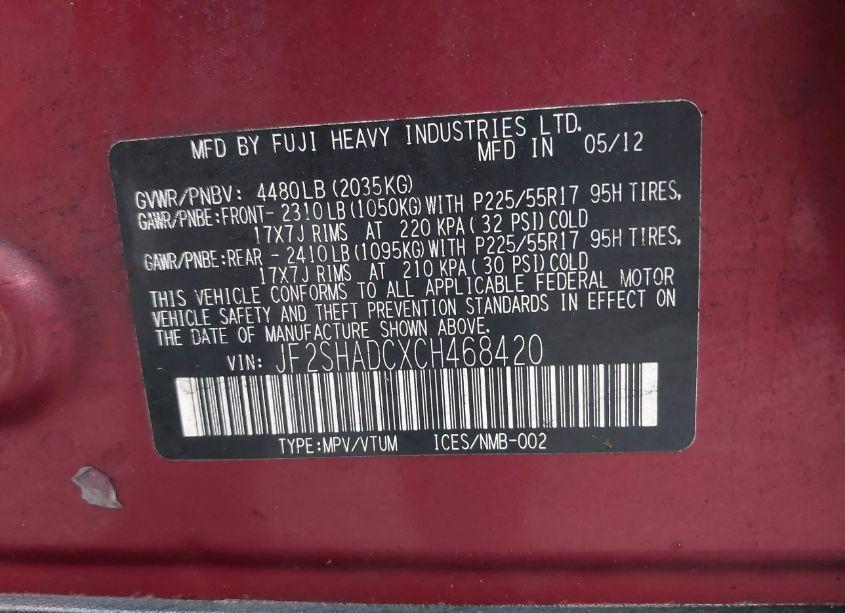 MFD BY FUJI HEAVY INDUSTRIES LTD.
MFD IN 05/12
GVWR/PNBV: 4480LB (2035KG)
GAWR/PNBE:FRONT- 2310LB(1050KG)WITH P225/55R17 95H TIRES,
17X7J RIMS AT 220 KPA( 32 PSI)COLD
GAWR/PNBE:REAR - 2410LB(1095KG)WITH P225/55R17 95H TIRES,
17X7J RIMS AT 210 KPA( 30 PSI)COLD
THIS VEHICLE CONFORMS TO ALL APPLICABLE FEDERAL MOTOR
VEHICLE SAFETY AND THEFT PREVENTION STANDARDS IN EFFECT ON
THE DATE OF MANUFACTURE SHOWN ABOVE.
VIN: JF2SHADCXCH468420
TYPE:MPV/VTUM ICES/NMB-002